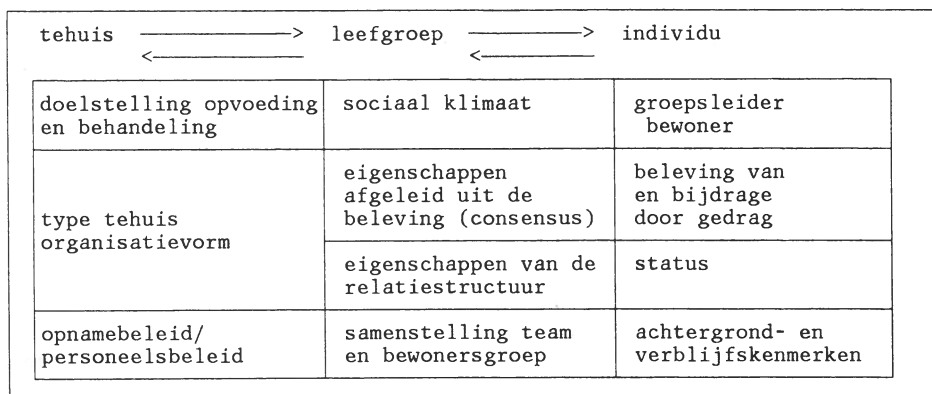 tehuis ————> leefgroep ————> individu
<———— <————
doelstelling opvoeding
en behandeling
sociaal klimaat
groepsleider
bewoner
type tehuis
organisatievorm
eigenschappen
afgeleid uit de
beleving (consensus)
beleving van
en bijdrage
door gedrag
eigenschappen van de
relatiestructuur
status
opnamebeleid/
personeelsbeleid
samenstelling team
en bewonersgroep
achtergrond- en
verblijfskenmerken